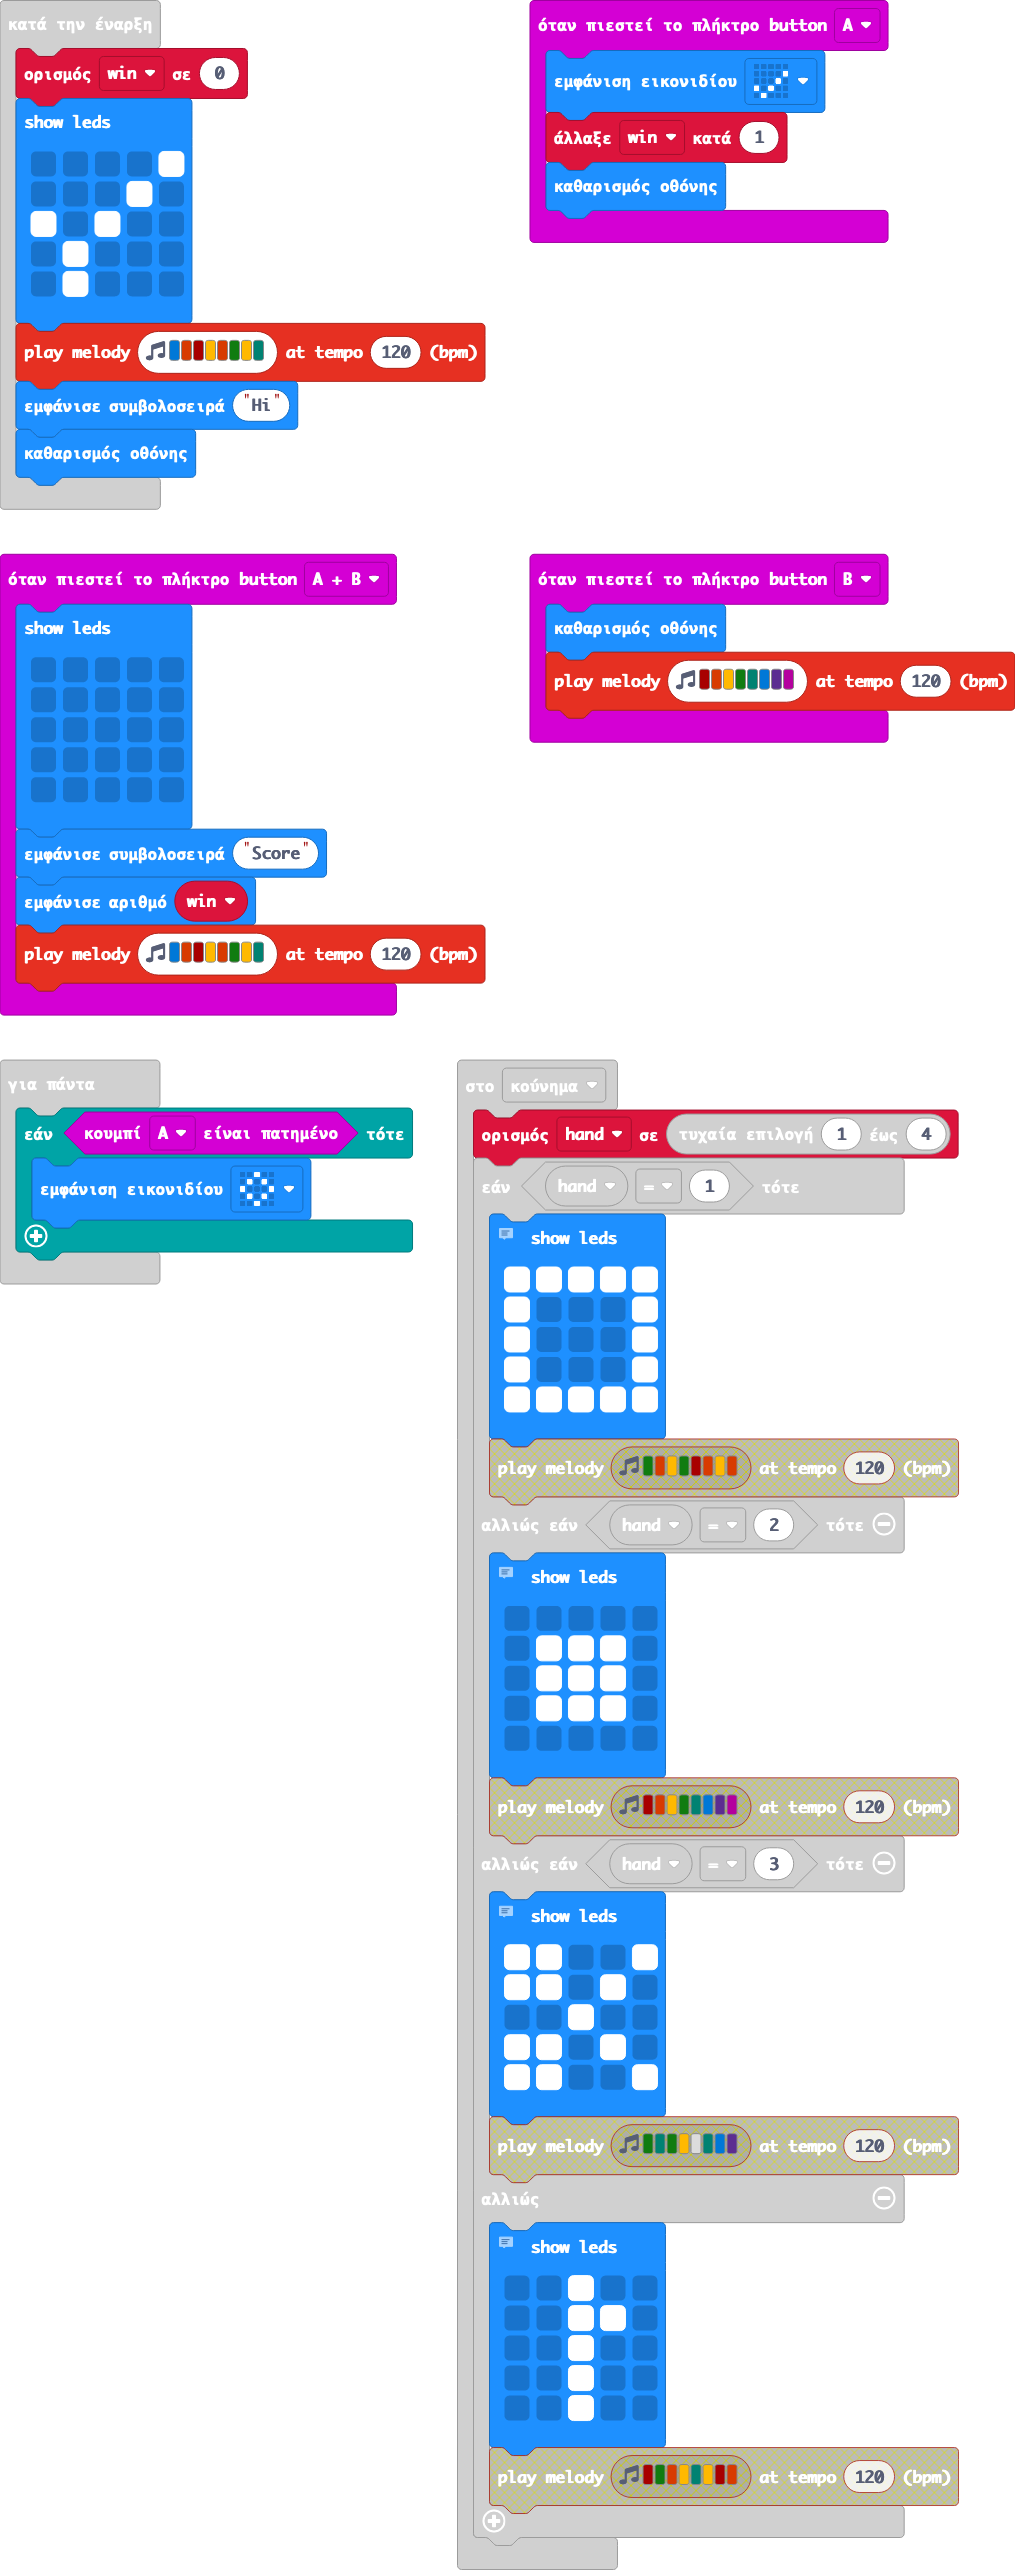 κατά την έναρξη
ορισμός win σε 0
show leds
play melody at tempo 120 (bpm)
εμφάνισε συμβολοσειρά "Hi"
καθαρισμός οθόνης
όταν πιεστεί το πλήκτρο button A
εμφάνιση εικονιδίου
άλλαξε win κατά 1
καθαρισμός οθόνης
όταν πιεστεί το πλήκτρο button A + B
show leds
εμφάνισε συμβολοσειρά "Score"
εμφάνισε αριθμό win
play melody at tempo 120 (bpm)
όταν πιεστεί το πλήκτρο button B
καθαρισμός οθόνης
play melody at tempo 120 (bpm)
για πάντα
εάν κουμπί A είναι πατημένο τότε
εμφάνιση εικονιδίου
στο κούνημα
ορισμός hand σε τυχαία επιλογή 1 έως 4
εάν hand = 1 τότε
show leds
play melody at tempo 120 (bpm)
αλλιώς εάν hand = 2 τότε
show leds
play melody at tempo 120 (bpm)
αλλιώς εάν hand = 3 τότε
show leds
play melody at tempo 120 (bpm)
αλλιώς
show leds
play melody at tempo 120 (bpm)